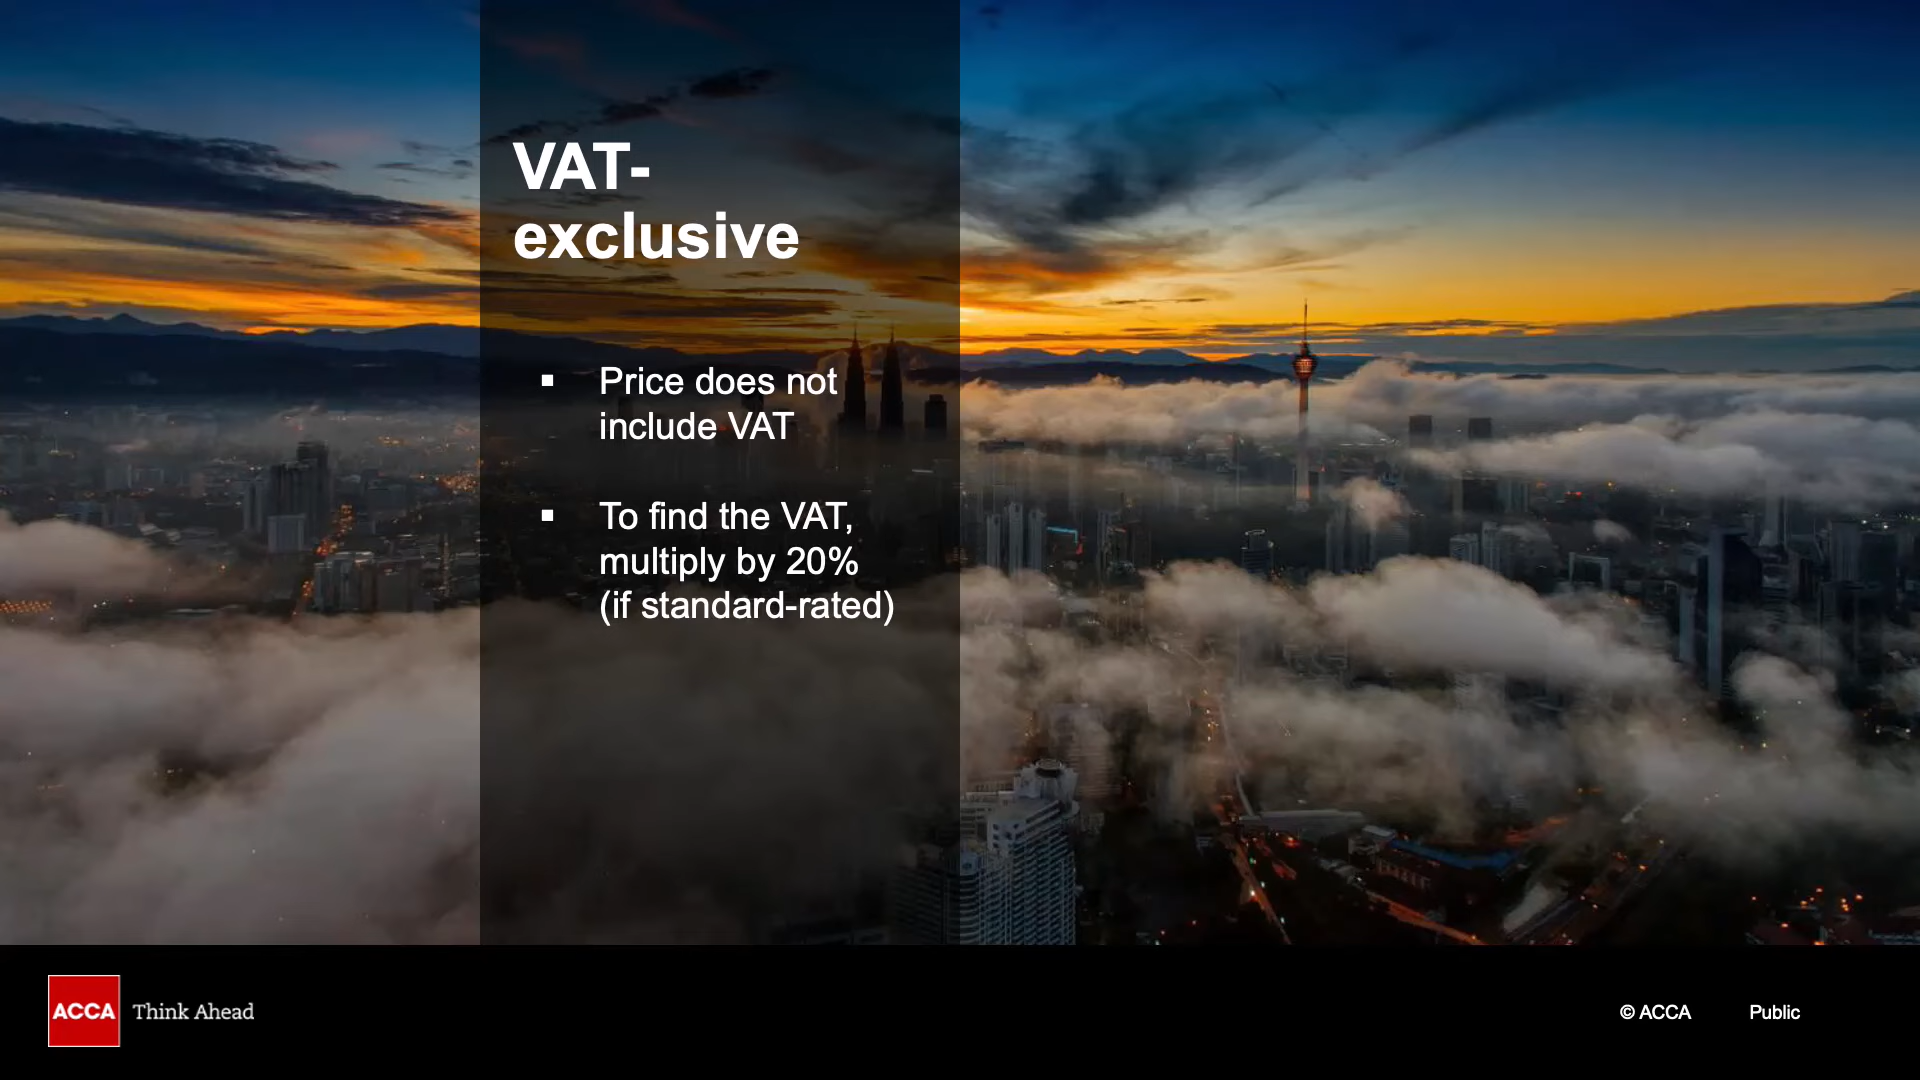 VAT-
exclusive
▪ Price does not
include VAT
▪ To find the VAT,
multiply by 20%
(if standard-rated)
ACCA Think Ahead
© ACCA Public